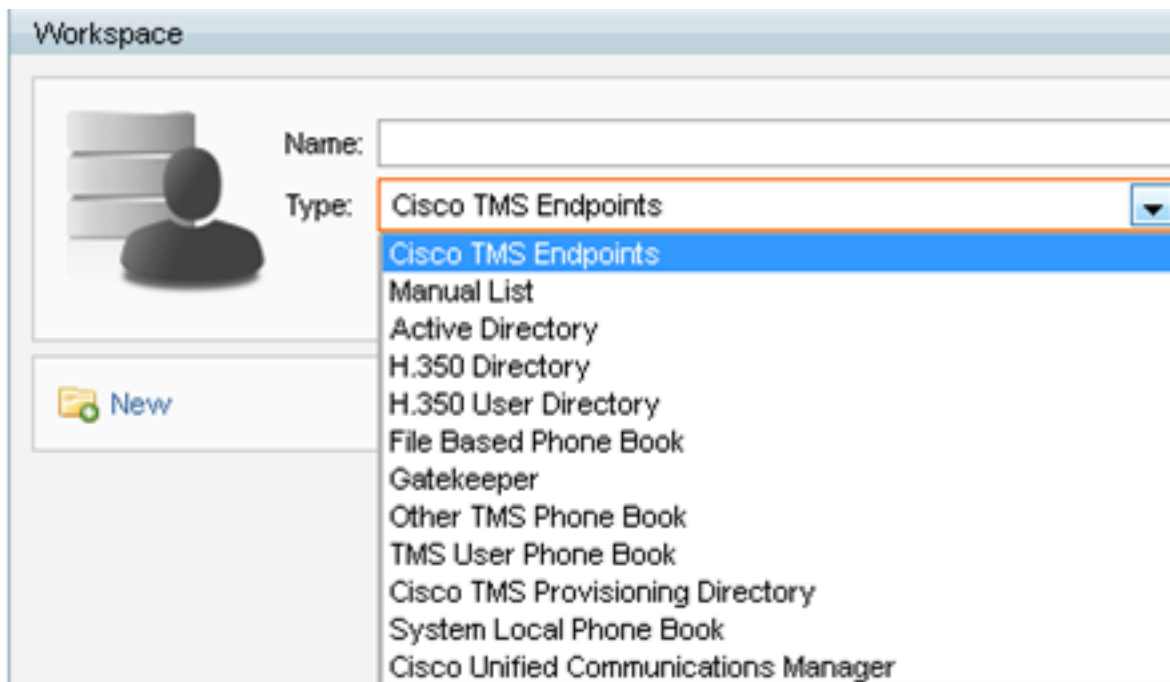 Workspace
Name:
Type: Cisco TMS Endpoints
Cisco TMS Endpoints
Manual List
Active Directory
H.350 Directory
H.350 User Directory
File Based Phone Book
Gatekeeper
Other TMS Phone Book
TMS User Phone Book
Cisco TMS Provisioning Directory
System Local Phone Book
Cisco Unified Communications Manager
New